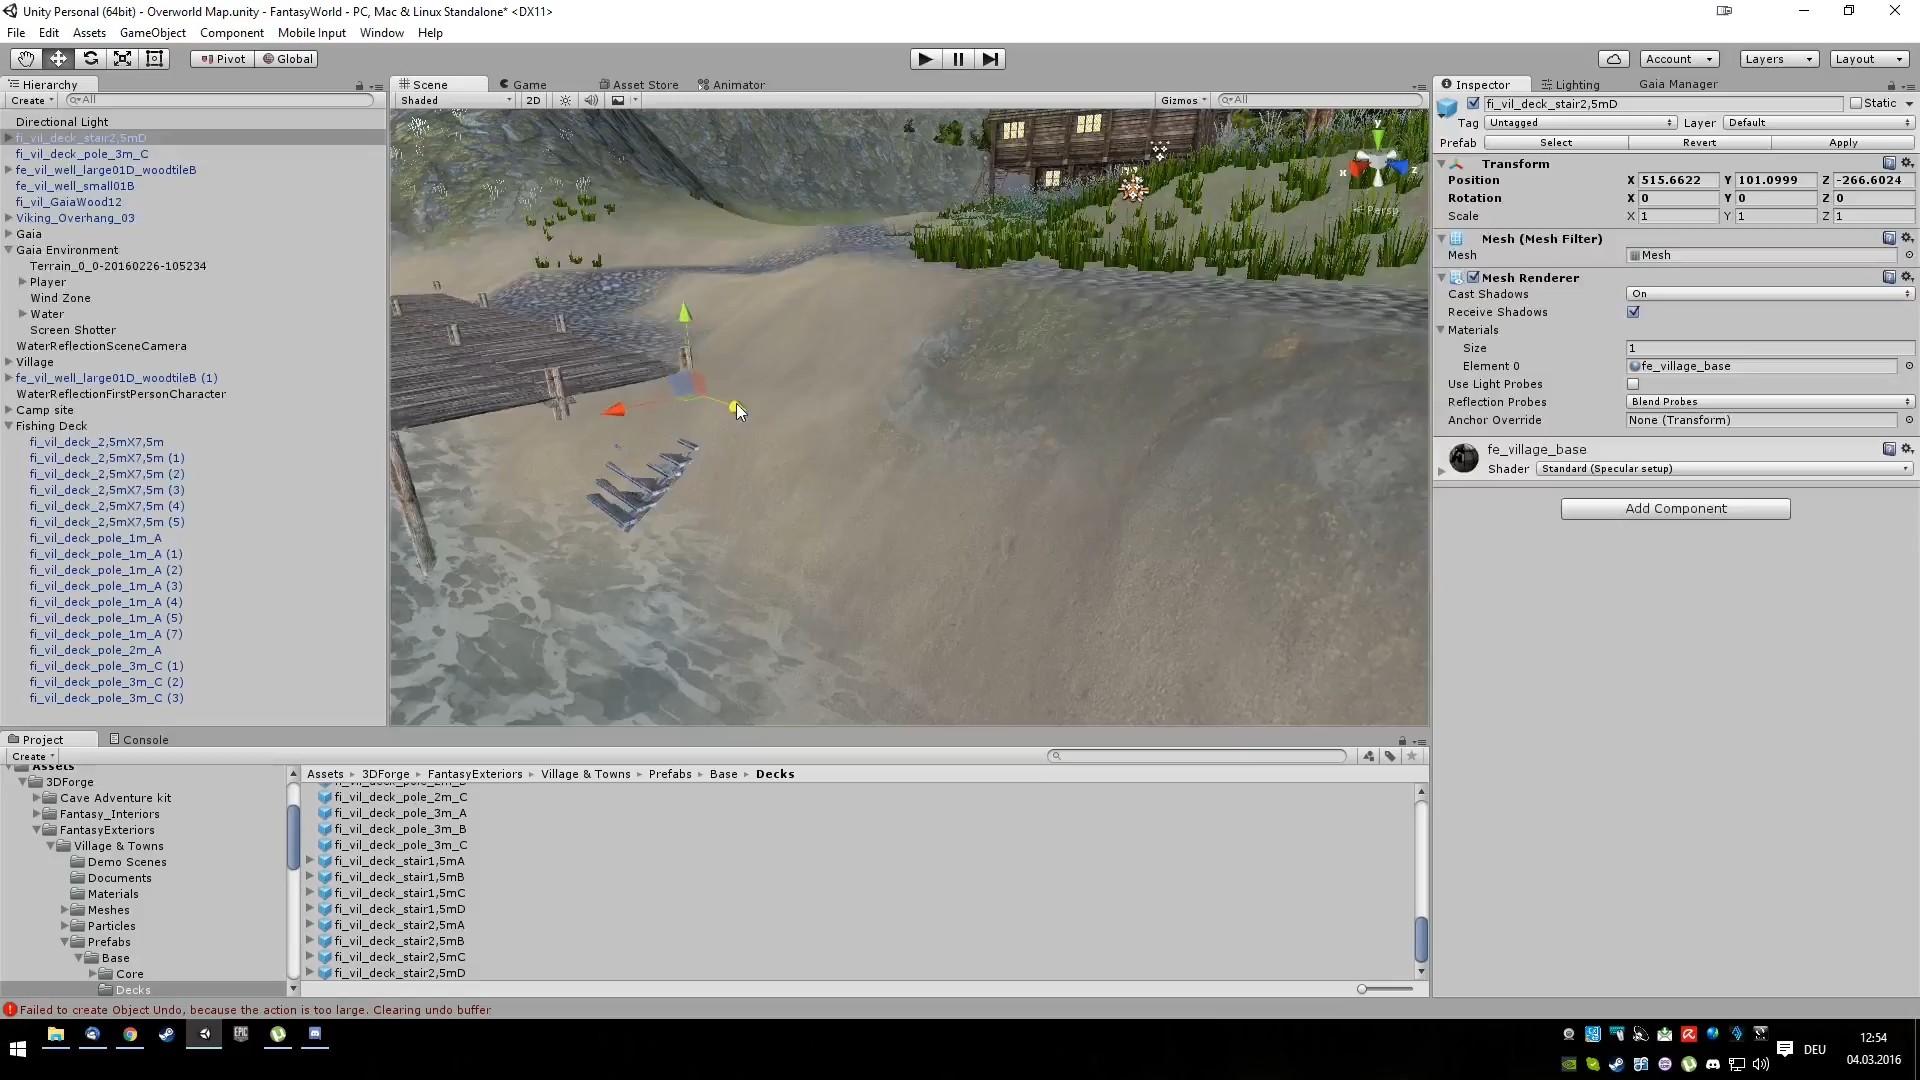 Unity Personal (64bit) - Overworld Map.unity - FantasyWorld - PC, Mac & Linux Standalone* <DX11>
File Edit Assets GameObject Component Mobile Input Window Help
Pivot Global Account Layers Layout
Hierarchy
Create All
Directional Light
fi_vil_deck_stair2,5mD
fi_vil_deck_pole_3m_C
fe_vil_well_large01D_woodtileB
fe_vil_well_small01B
fi_vil_GaiaWood12
Viking_Overhang_03
Gaia
Gaia Environment
Terrain_0_0-20160226-105234
Player
Wind Zone
Water
Screen Shotter
WaterReflectionSceneCamera
Village
fe_vil_well_large01D_woodtileB (1)
WaterReflectionFirstPersonCharacter
Camp site
Fishing Deck
fi_vil_deck_2,5mX7,5m
fi_vil_deck_2,5mX7,5m (1)
fi_vil_deck_2,5mX7,5m (2)
fi_vil_deck_2,5mX7,5m (3)
fi_vil_deck_2,5mX7,5m (4)
fi_vil_deck_2,5mX7,5m (5)
fi_vil_deck_pole_1m_A
fi_vil_deck_pole_1m_A (1)
fi_vil_deck_pole_1m_A (2)
fi_vil_deck_pole_1m_A (3)
fi_vil_deck_pole_1m_A (4)
fi_vil_deck_pole_1m_A (5)
fi_vil_deck_pole_1m_A (7)
fi_vil_deck_pole_2m_A
fi_vil_deck_pole_3m_C (1)
fi_vil_deck_pole_3m_C (2)
fi_vil_deck_pole_3m_C (3)
Scene Game Asset Store Animator
Shaded 2D Gizmos All
y
x
z
Persp
Inspector Lighting Gaia Manager
fi_vil_deck_stair2,5mD Static
Tag Untagged Layer Default
Prefab Select Revert Apply
Transform
Position X 515.6622 Y 101.0999 Z -266.6024
Rotation X 0 Y 0 Z 0
Scale X 1 Y 1 Z 1
Mesh (Mesh Filter)
Mesh Mesh
Mesh Renderer
Cast Shadows On
Receive Shadows
Materials
Size 1
Element 0 fe_village_base
Use Light Probes
Reflection Probes Blend Probes
Anchor Override None (Transform)
fe_village_base
Shader Standard (Specular setup)
Add Component
Project Console
Create
Assets
3DForge
Cave Adventure kit
Fantasy_Interiors
FantasyExteriors
Village & Towns
Demo Scenes
Documents
Materials
Meshes
Particles
Prefabs
Base
Core
Decks
Assets 3DForge FantasyExteriors Village & Towns Prefabs Base Decks
fi_vil_deck_pole_2m_C
fi_vil_deck_pole_3m_A
fi_vil_deck_pole_3m_B
fi_vil_deck_pole_3m_C
fi_vil_deck_stair1,5mA
fi_vil_deck_stair1,5mB
fi_vil_deck_stair1,5mC
fi_vil_deck_stair1,5mD
fi_vil_deck_stair2,5mA
fi_vil_deck_stair2,5mB
fi_vil_deck_stair2,5mC
fi_vil_deck_stair2,5mD
Failed to create Object Undo, because the action is too large. Clearing undo buffer
EPIC
DEU
12:54
04.03.2016